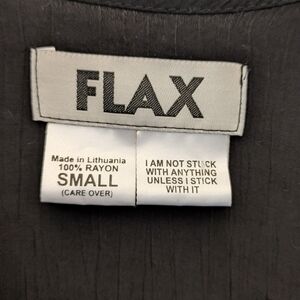 FLAX
Made in Lithuania
100% RAYON
SMALL
(CARE OVER)
I AM NOT STUCK
WITH ANYTHING
UNLESS I STICK
WITH IT